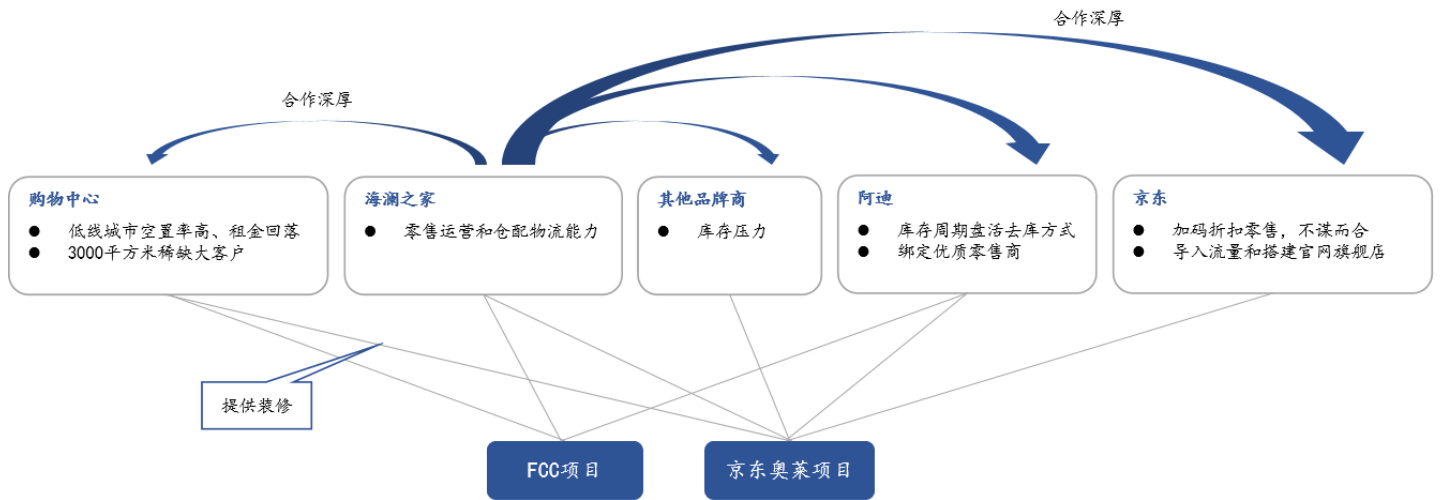 合作深厚
合作深厚
购物中心
● 低线城市空置率高、租金回落
● 3000平方米稀缺大客户
海澜之家
● 零售运营和仓配物流能力
其他品牌商
● 库存压力
阿迪
● 库存周期盘活去库方式
● 绑定优质零售商
京东
● 加码折扣零售，不谋而合
● 导入流量和搭建官网旗舰店
提供装修
FCC项目
京东奥莱项目